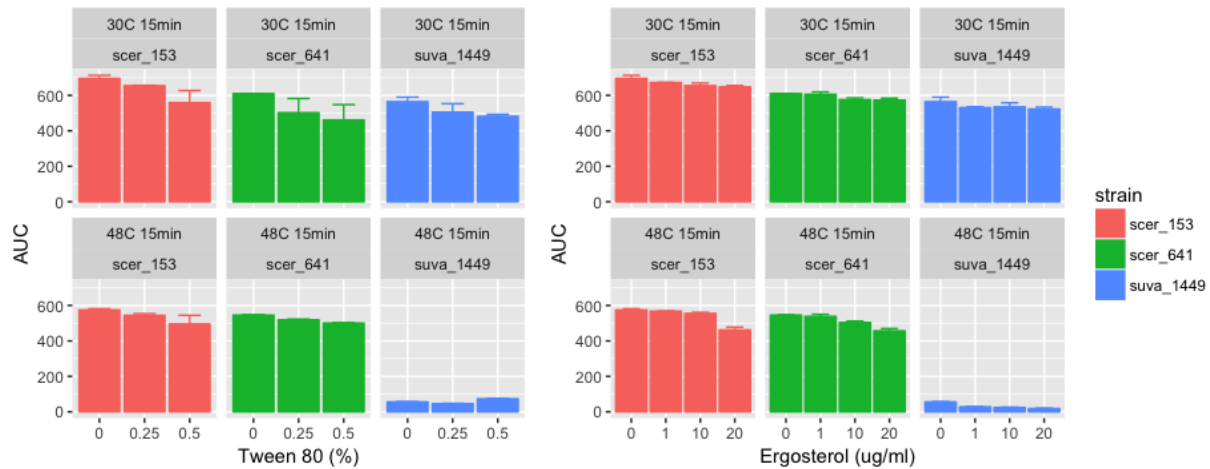 30C 15min 30C 15min 30C 15min
scer_153 scer_641 suva_1449
600
400
200
0
AUC
48C 15min 48C 15min 48C 15min
scer_153 scer_641 suva_1449
600
400
200
0
0 0.25 0.5 0 0.25 0.5 0 0.25 0.5
Tween 80 (%)
30C 15min 30C 15min 30C 15min
scer_153 scer_641 suva_1449
600
400
200
0
AUC
48C 15min 48C 15min 48C 15min
scer_153 scer_641 suva_1449
600
400
200
0
0 1 10 20 0 1 10 20 0 1 10 20
Ergosterol (ug/ml)
strain
scer_153
scer_641
suva_1449